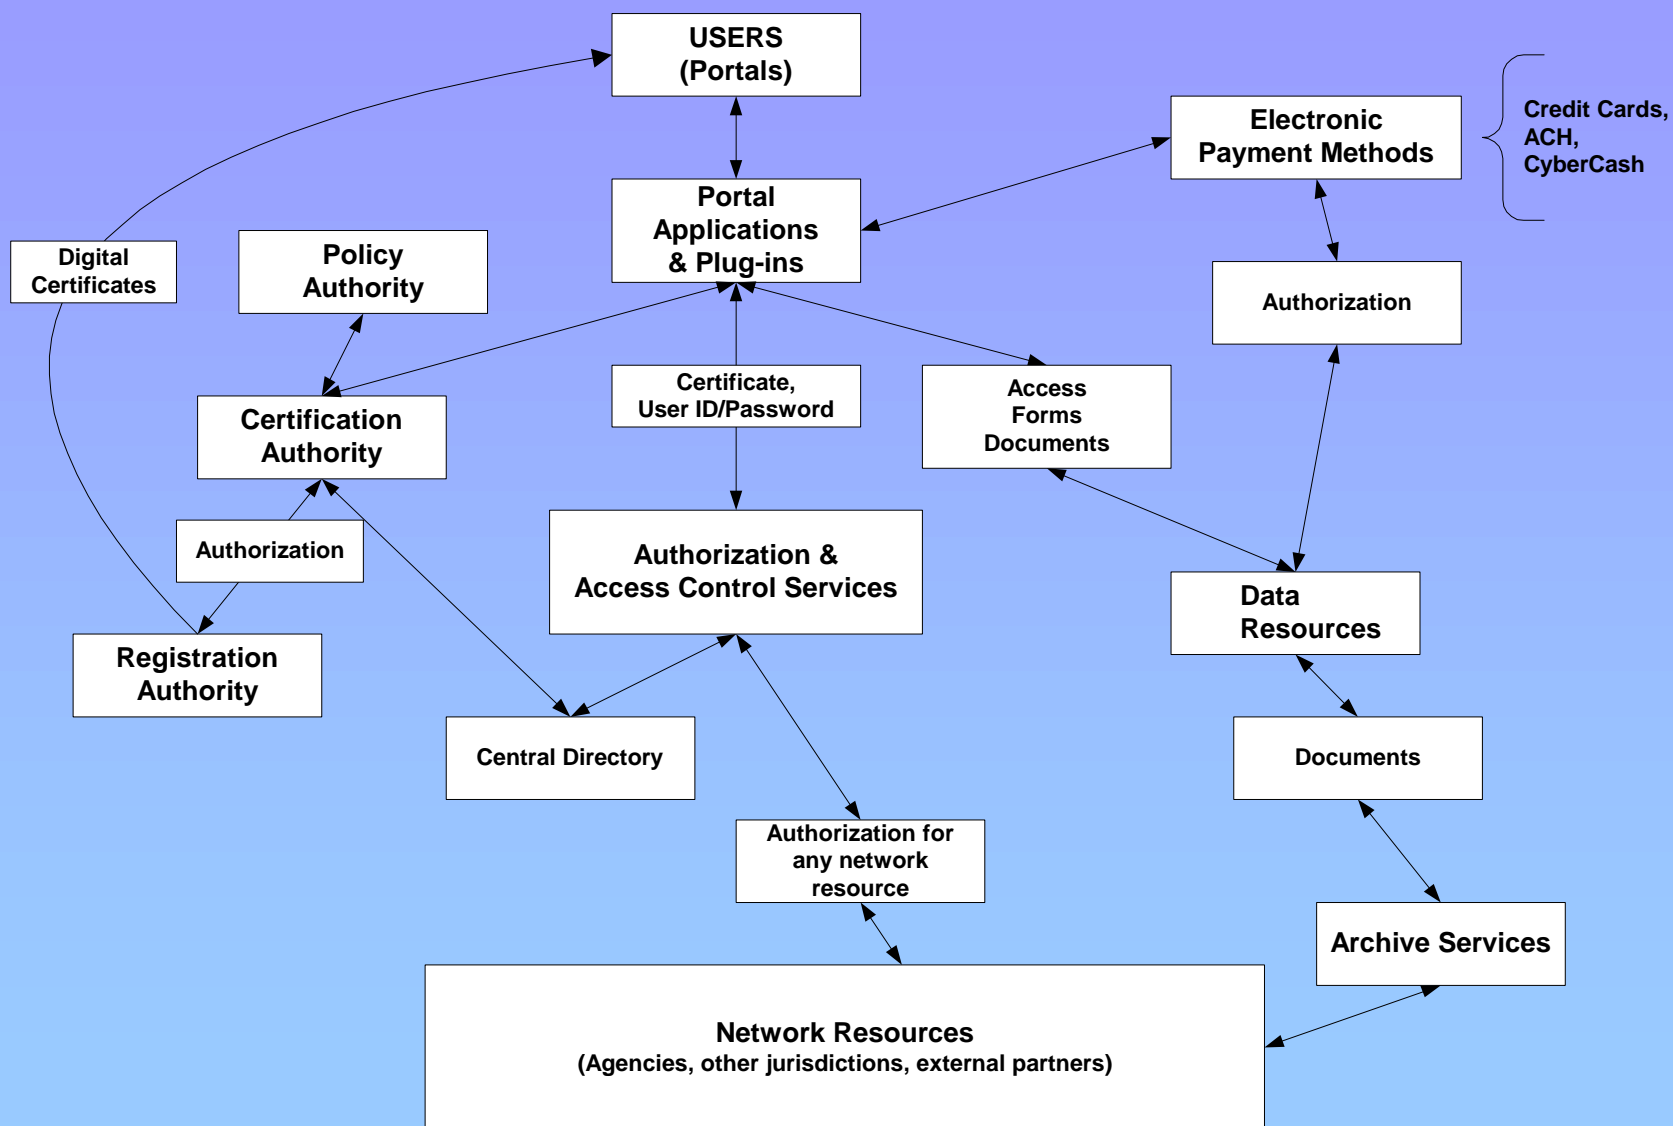 USERS
(Portals)
Electronic
Payment Methods
Credit Cards,
ACH,
CyberCash
Portal
Applications
& Plug-ins
Digital
Certificates
Policy
Authority
Authorization
Certificate,
User ID/Password
Access
Forms
Documents
Certification
Authority
Authorization
Authorization &
Access Control Services
Data
Resources
Registration
Authority
Central Directory
Documents
Authorization for
any network
resource
Archive Services
Network Resources
(Agencies, other jurisdictions, external partners)